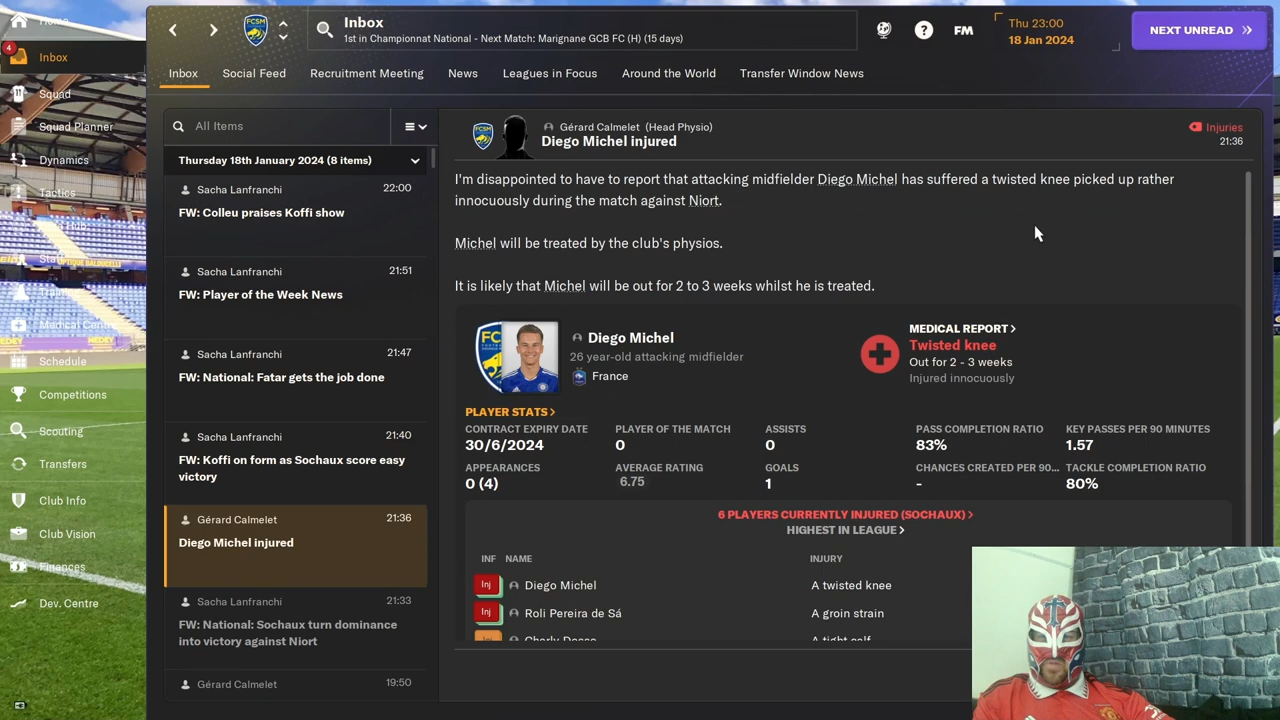 Home
4
Inbox
Squad
Squad Planner
Dynamics
Tactics
Staff
Medical Centre
Schedule
Competitions
Scouting
Transfers
Club Info
Club Vision
Finances
Dev. Centre
FCSM
Inbox
1st in Championnat National - Next Match: Marignane GCB FC (H) (15 days)
?
FM
Thu 23:00
18 Jan 2024
NEXT UNREAD
Inbox
Social Feed
Recruitment Meeting
News
Leagues in Focus
Around the World
Transfer Window News
All Items
Thursday 18th January 2024 (8 items)
Sacha Lanfranchi 22:00
FW: Colleu praises Koffi show
Sacha Lanfranchi 21:51
FW: Player of the Week News
Sacha Lanfranchi 21:47
FW: National: Fatar gets the job done
Sacha Lanfranchi 21:40
FW: Koffi on form as Sochaux score easy
victory
Gérard Calmelet 21:36
Diego Michel injured
Sacha Lanfranchi 21:33
FW: National: Sochaux turn dominance
into victory against Niort
Gérard Calmelet 19:50
Gérard Calmelet (Head Physio)
Diego Michel injured
Injuries
21:36
I'm disappointed to have to report that attacking midfielder Diego Michel has suffered a twisted knee picked up rather
innocuously during the match against Niort.
Michel will be treated by the club's physios.
It is likely that Michel will be out for 2 to 3 weeks whilst he is treated.
Diego Michel
26 year-old attacking midfielder
France
MEDICAL REPORT >
Twisted knee
Out for 2 - 3 weeks
Injured innocuously
PLAYER STATS >
CONTRACT EXPIRY DATE PLAYER OF THE MATCH ASSISTS PASS COMPLETION RATIO KEY PASSES PER 90 MINUTES
30/6/2024 0 0 83% 1.57
APPEARANCES AVERAGE RATING GOALS CHANCES CREATED PER 90... TACKLE COMPLETION RATIO
0 (4) 6.75 1 - 80%
6 PLAYERS CURRENTLY INJURED (SOCHAUX) >
HIGHEST IN LEAGUE >
INF NAME INJURY
Inj Diego Michel A twisted knee
Inj Roli Pereira de Sá A groin strain
A tight calf